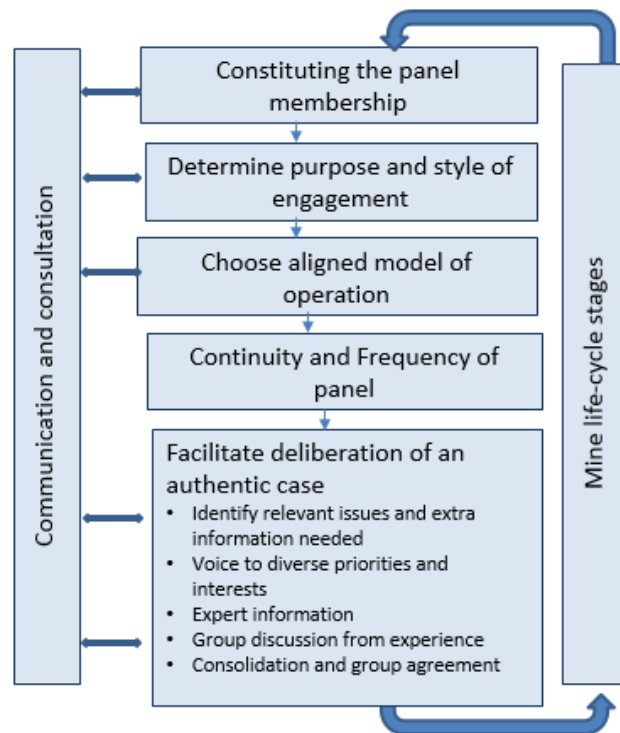 Communication and consultation
Constituting the panel
membership
Determine purpose and style of
engagement
Choose aligned model of
operation
Continuity and Frequency of
panel
Facilitate deliberation of an
authentic case
• Identify relevant issues and extra
information needed
• Voice to diverse priorities and
interests
• Expert information
• Group discussion from experience
• Consolidation and group agreement
Mine life-cycle stages